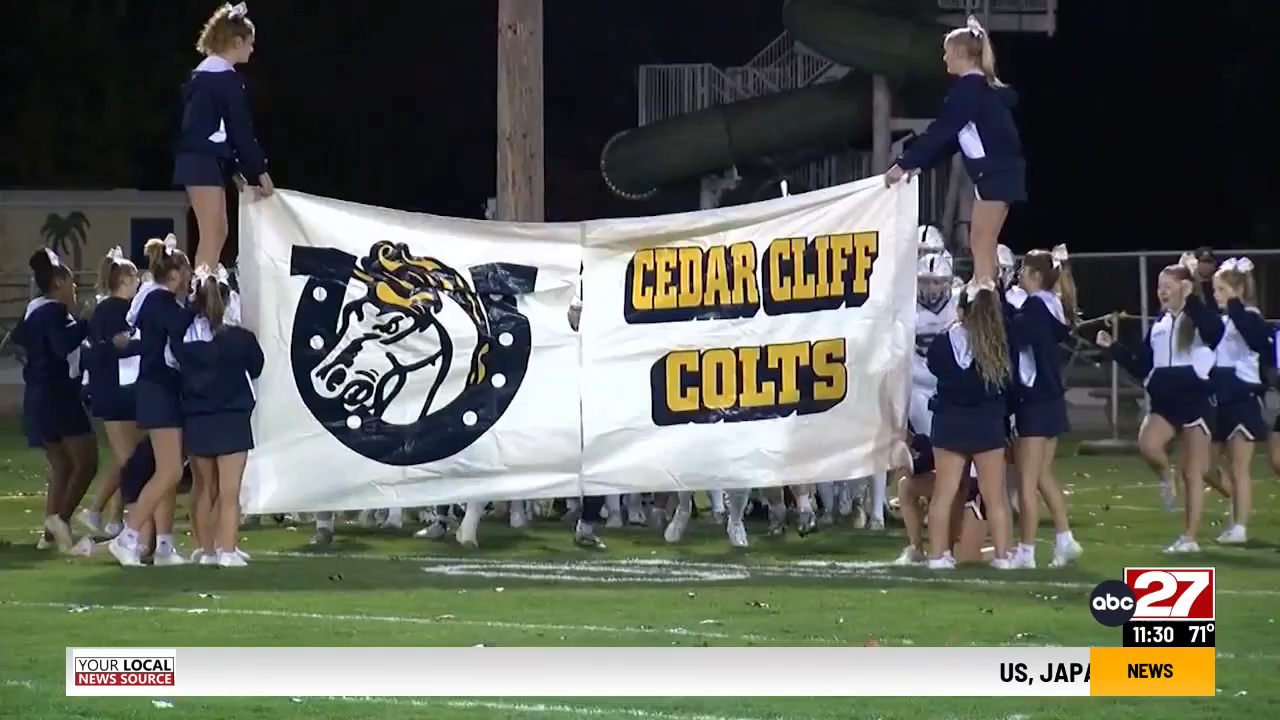 CEDAR CLIFF
COLTS
abc 27
11:30 71°
YOUR LOCAL
NEWS SOURCE
US, JAPA
NEWS